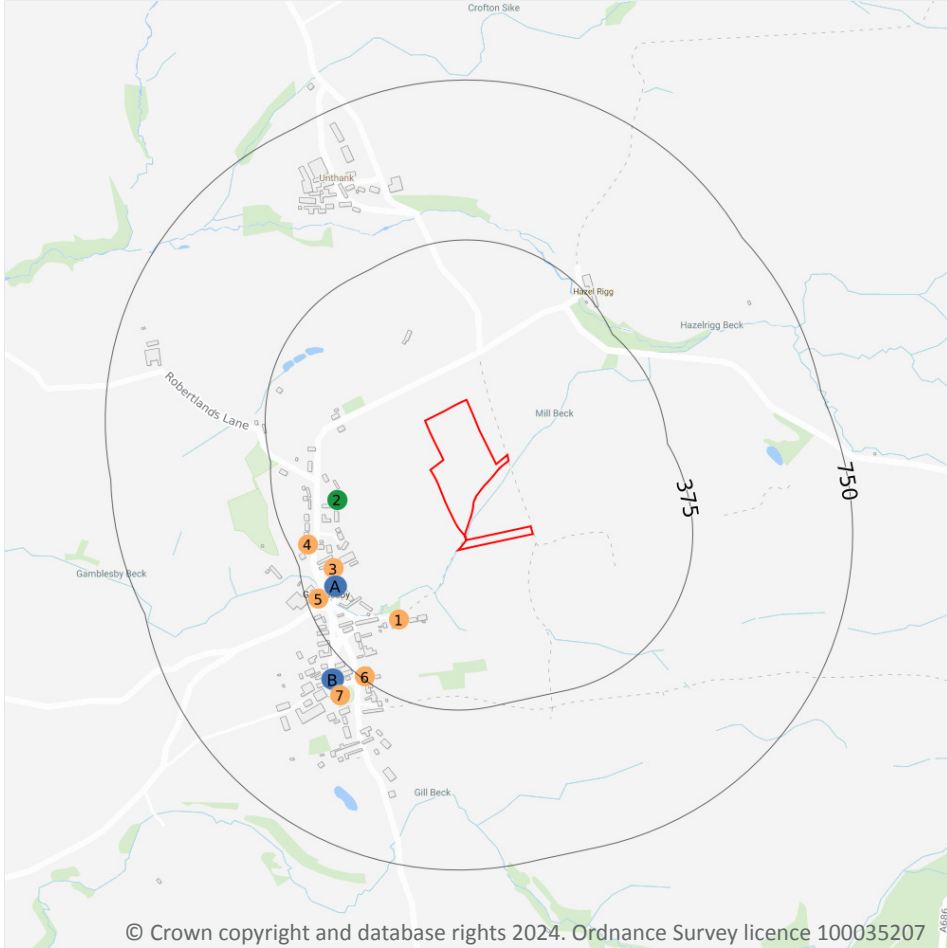 Crofton Sike
Unthank
Hazel Rigg
Hazelrigg Beck
Robertlands Lane
Mill Beck
375
750
2
4
3
A
Gamblesby Beck
5
1
6
B
7
Gill Beck
A686
© Crown copyright and database rights 2024. Ordnance Survey licence 100035207